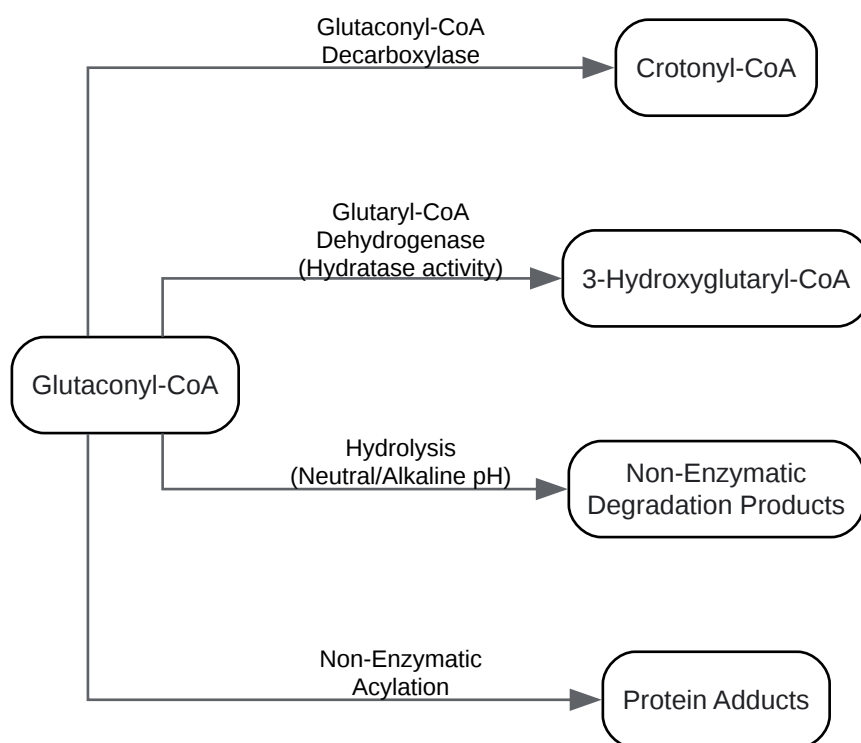 Glutaconyl-CoA
Decarboxylase
Crotonyl-CoA
Glutaryl-CoA
Dehydrogenase
(Hydratase activity)
3-Hydroxyglutaryl-CoA
Glutaconyl-CoA
Hydrolysis
(Neutral/Alkaline pH)
Non-Enzymatic
Degradation Products
Non-Enzymatic
Acylation
Protein Adducts